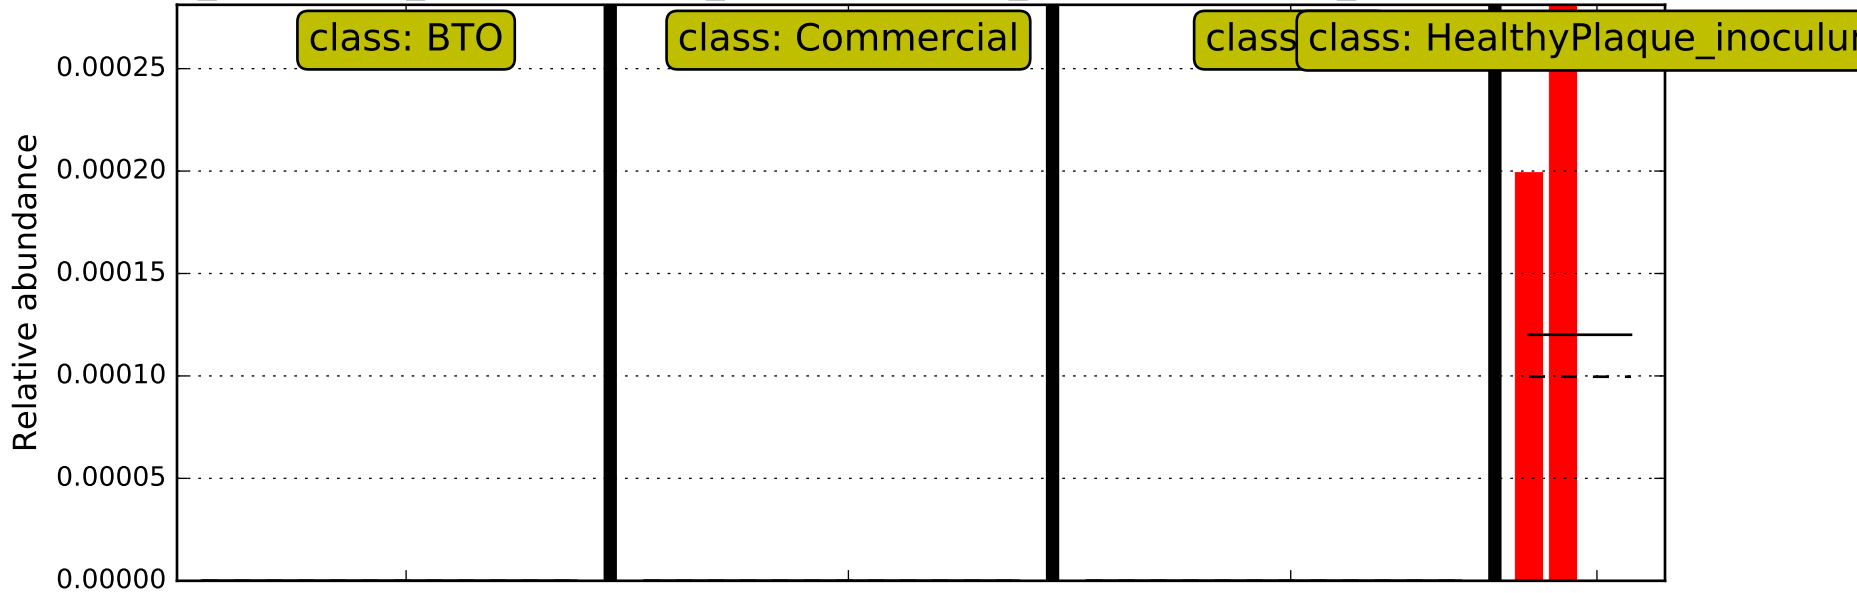 class: BTO
class: Commercial
class
class: HealthyPlaque_inoculu
0.00025
0.00020
0.00015
0.00010
0.00005
0.00000
Relative abundance